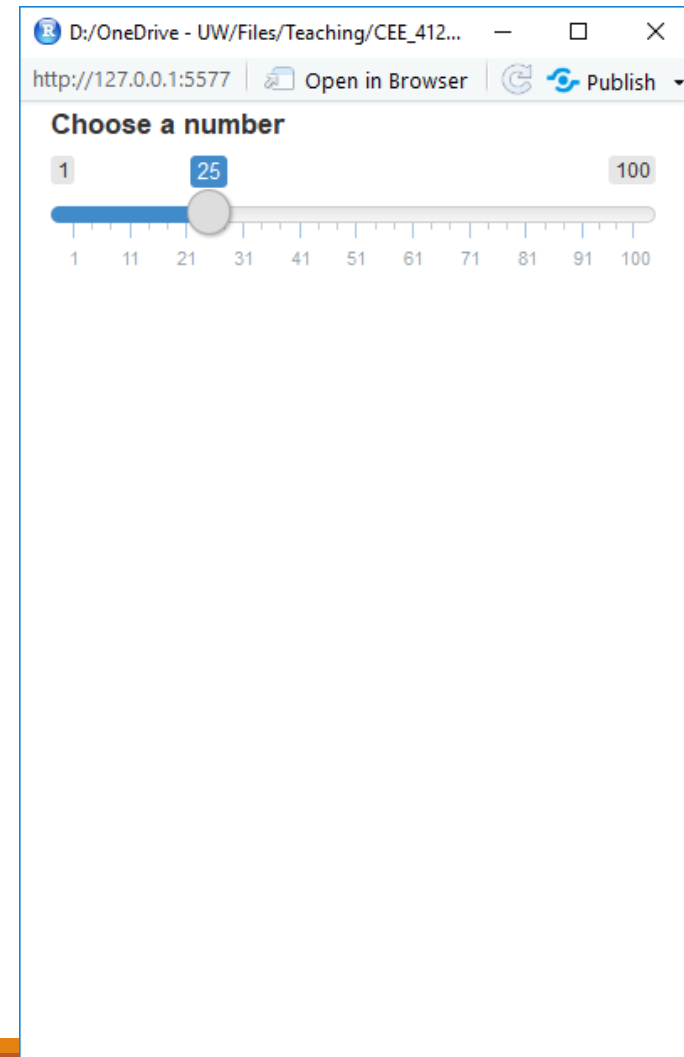 R D:/OneDrive - UW/Files/Teaching/CEE_412...
http://127.0.0.1:5577 Open in Browser Publish
Choose a number
1 25 100
1 11 21 31 41 51 61 71 81 91 100